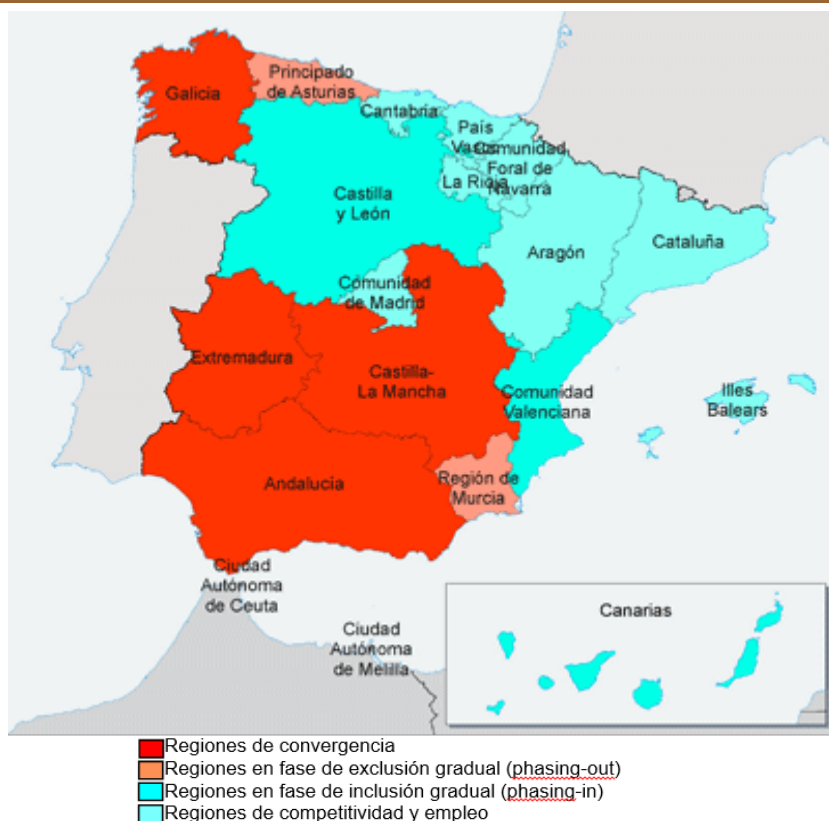 Galicia
Principado
de Asturias
Cantabria
País
Vasco
Comunidad
Foral de
Navarra
La Rioja
Castilla
y León
Aragón
Cataluña
Comunidad
de Madrid
Extremadura
Castilla-
La Mancha
Comunidad
Valenciana
Illes
Balears
Andalucía
Región de
Murcia
Ciudad
Autónoma
de Ceuta
Ciudad
Autónoma
de Melilla
Canarias
Regiones de convergencia
Regiones en fase de exclusión gradual (phasing-out)
Regiones en fase de inclusión gradual (phasing-in)
Regiones de competitividad y empleo